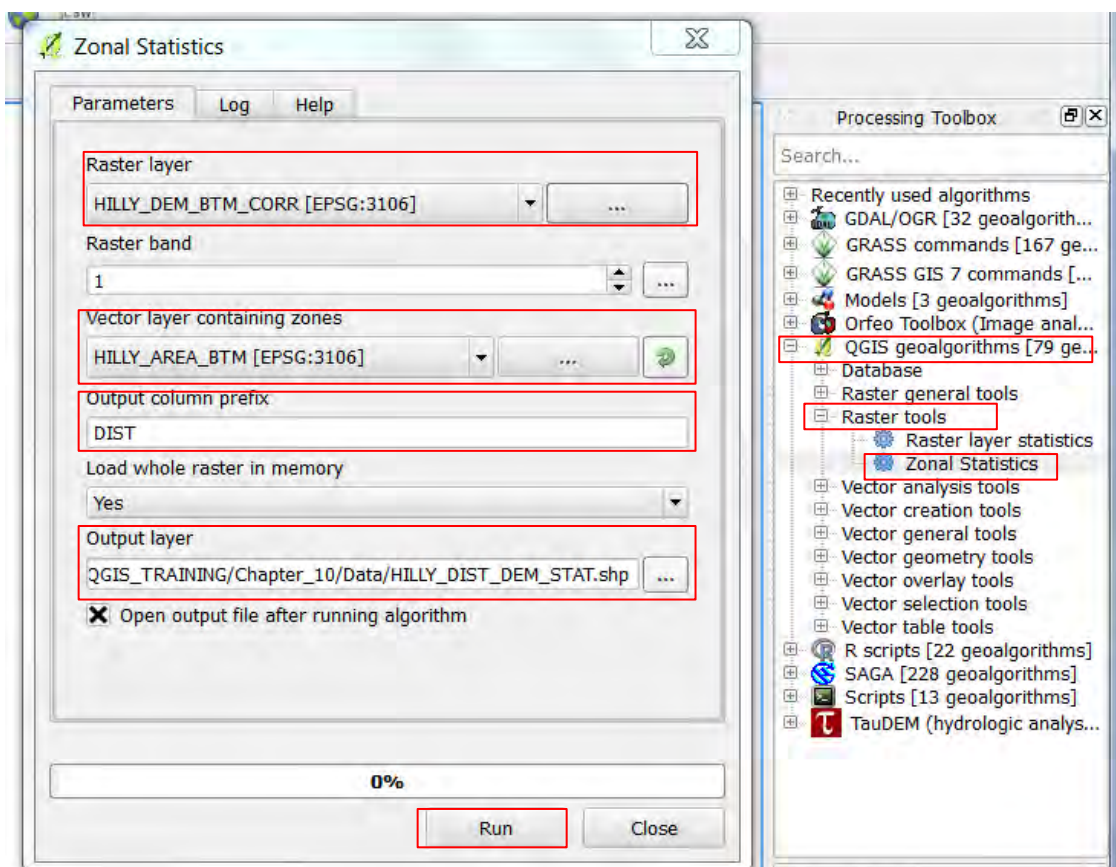 Zonal Statistics
Parameters Log Help
Raster layer
HILLY_DEM_BTM_CORR [EPSG:3106] ...
Raster band
1 ...
Vector layer containing zones
HILLY_AREA_BTM [EPSG:3106] ...
Output column prefix
DIST
Load whole raster in memory
Yes
Output layer
QGIS_TRAINING/Chapter_10/Data/HILLY_DIST_DEM_STAT.shp ...
Open output file after running algorithm
0%
Run Close
Processing Toolbox
Search...
Recently used algorithms
GDAL/OGR [32 geoalgorith...
GRASS commands [167 ge...
GRASS GIS 7 commands [...
Models [3 geoalgorithms]
Orfeo Toolbox (Image anal...
QGIS geoalgorithms [79 ge...
Database
Raster general tools
Raster tools
Raster layer statistics
Zonal Statistics
Vector analysis tools
Vector creation tools
Vector general tools
Vector geometry tools
Vector overlay tools
Vector selection tools
Vector table tools
R scripts [22 geoalgorithms]
SAGA [228 geoalgorithms]
Scripts [13 geoalgorithms]
TauDEM (hydrologic analys...